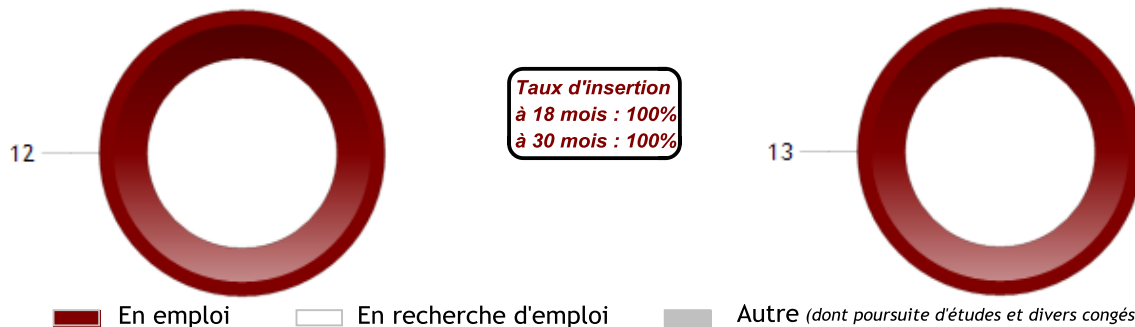 12
Taux d'insertion
à 18 mois : 100%
à 30 mois : 100%
13
En emploi
En recherche d'emploi
Autre (dont poursuite d'études et divers congés